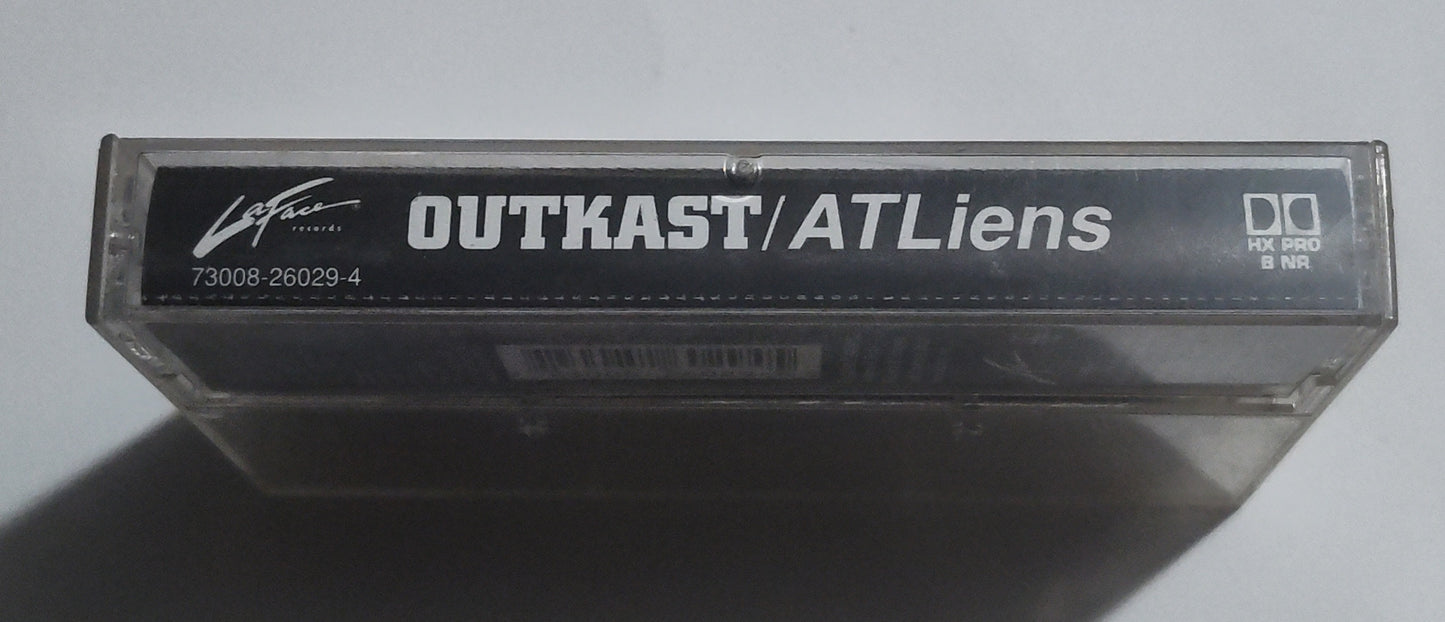 LaFace
records
73008-26029-4
OUTKAST/ATLiens
HX PRO
B NR